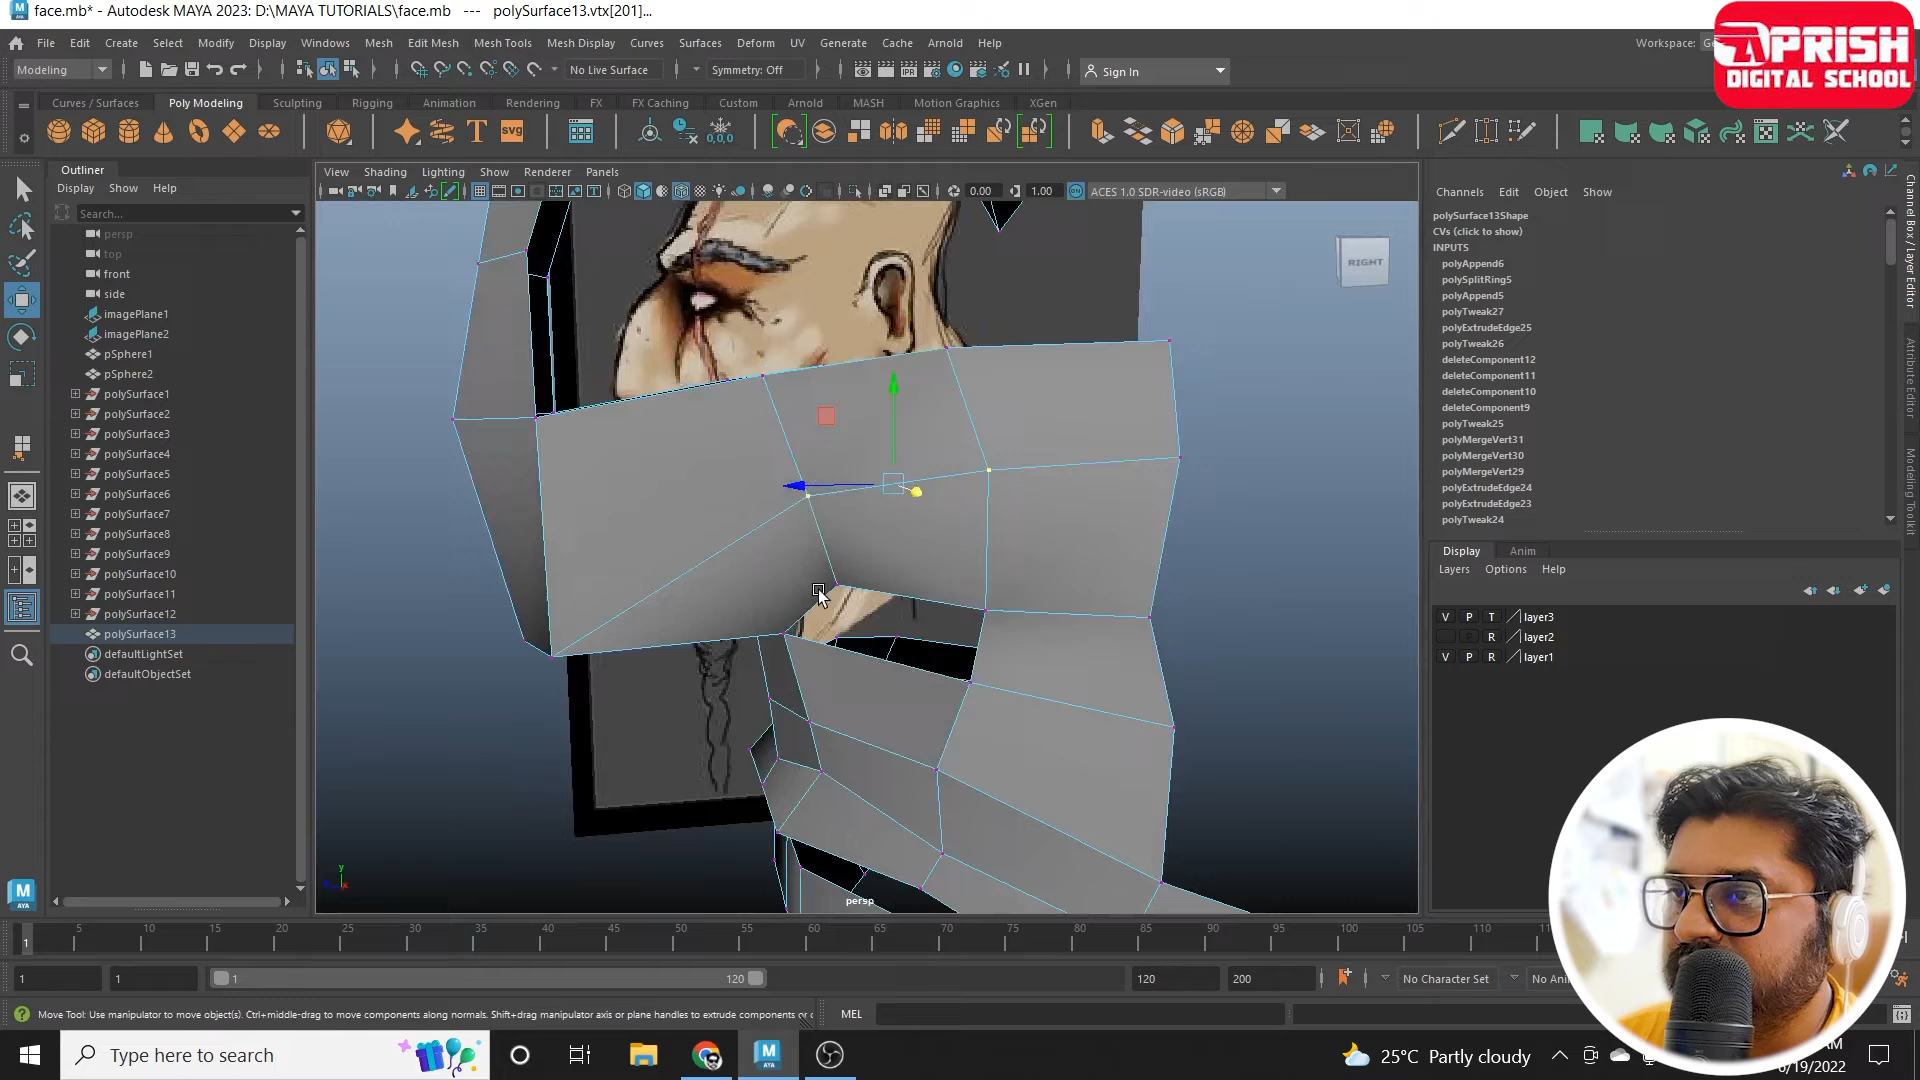 face.mb* - Autodesk MAYA 2023: D:\MAYA TUTORIALS\face.mb --- polySurface13.vtx[201]...
APRISH
DIGITAL SCHOOL
File Edit Create Select Modify Display Windows Mesh Edit Mesh Mesh Tools Mesh Display Curves Surfaces Deform UV Generate Cache Arnold Help
Workspace:
Modeling
No Live Surface
Symmetry: Off
Sign In
Curves / Surfaces Poly Modeling Sculpting Rigging Animation Rendering FX FX Caching Custom Arnold MASH Motion Graphics XGen
Outliner
Display Show Help
Search...
persp
top
front
side
imagePlane1
imagePlane2
pSphere1
pSphere2
polySurface1
polySurface2
polySurface3
polySurface4
polySurface5
polySurface6
polySurface7
polySurface8
polySurface9
polySurface10
polySurface11
polySurface12
polySurface13
defaultLightSet
defaultObjectSet
View Shading Lighting Show Renderer Panels
0.00 1.00 ACES 1.0 SDR-video (sRGB)
RIGHT
persp
Channels Edit Object Show
polySurface13Shape
CVs (click to show)
INPUTS
polyAppend6
polySplitRing5
polyAppend5
polyTweak27
polyExtrudeEdge25
polyTweak26
deleteComponent12
deleteComponent11
deleteComponent10
deleteComponent9
polyTweak25
polyMergeVert31
polyMergeVert30
polyMergeVert29
polyExtrudeEdge24
polyExtrudeEdge23
polyTweak24
Display Anim
Layers Options Help
V P T layer3
P R layer2
V P R layer1
Channel Box / Layer Editor
Attribute Editor
Modeling Toolkit
5 10 15 20 25 30 35 40 45 50 55 60 65 70 75 80 85 90 95 100 105
1
1 1 1 120 120 200 No Character Set
Move Tool: Use manipulator to move object(s). Ctrl+middle-drag to move components along normals. Shift+drag manipulator axis or plane handles to extrude components or
MEL
Type here to search
25°C Partly cloudy
6/19/2022